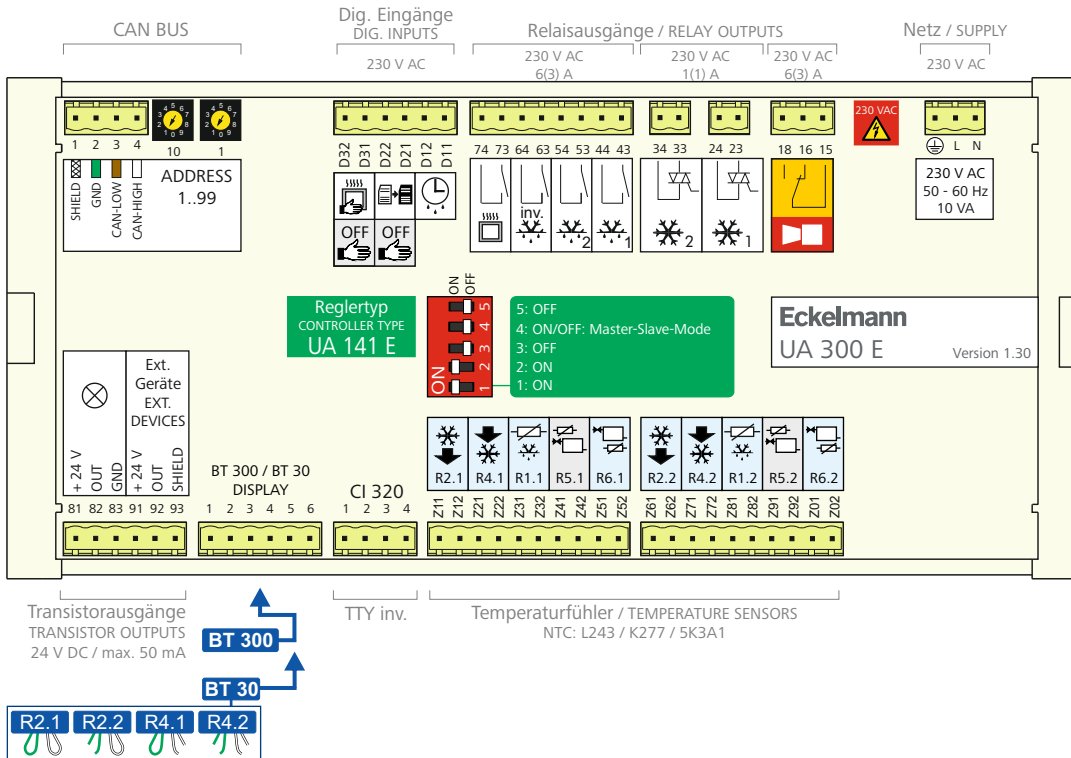 CAN BUS
Dig. Eingänge
DIG. INPUTS
230 V AC
Relaisausgänge / RELAY OUTPUTS
230 V AC
6(3) A
230 V AC
1(1) A
230 V AC
6(3) A
Netz / SUPPLY
230 V AC
1 2 3 4
10
1
SHIELD
GND
CAN-LOW
CAN-HIGH
ADDRESS
1..99
D32 D31 D22 D21 D12 D11
OFF
OFF
74 73 64 63 54 53 44 43
inv.
2
1
34 33
24 23
2
1
18 16 15
230 VAC
L N
230 V AC
50 - 60 Hz
10 VA
Reglertyp
CONTROLLER TYPE
UA 141 E
ON
OFF
5
4
3
2
1
ON
5: OFF
4: ON/OFF: Master-Slave-Mode
3: OFF
2: ON
1: ON
Eckelmann
UA 300 E
Version 1.30
+ 24 V
OUT
GND
Ext.
Geräte
EXT.
DEVICES
+ 24 V
OUT
SHIELD
81 82 83 91 92 93
BT 300 / BT 30
DISPLAY
1 2 3 4 5 6
CI 320
1 2 3 4
R2.1 R4.1 R1.1 R5.1 R6.1
Z11 Z12 Z21 Z22 Z31 Z32 Z41 Z42 Z51 Z52
R2.2 R4.2 R1.2 R5.2 R6.2
Z61 Z62 Z71 Z72 Z81 Z82 Z91 Z92 Z01 Z02
Transistorausgänge
TRANSISTOR OUTPUTS
24 V DC / max. 50 mA
TTY inv.
Temperaturfühler / TEMPERATURE SENSORS
NTC: L243 / K277 / 5K3A1
BT 300
BT 30
R2.1 R2.2 R4.1 R4.2